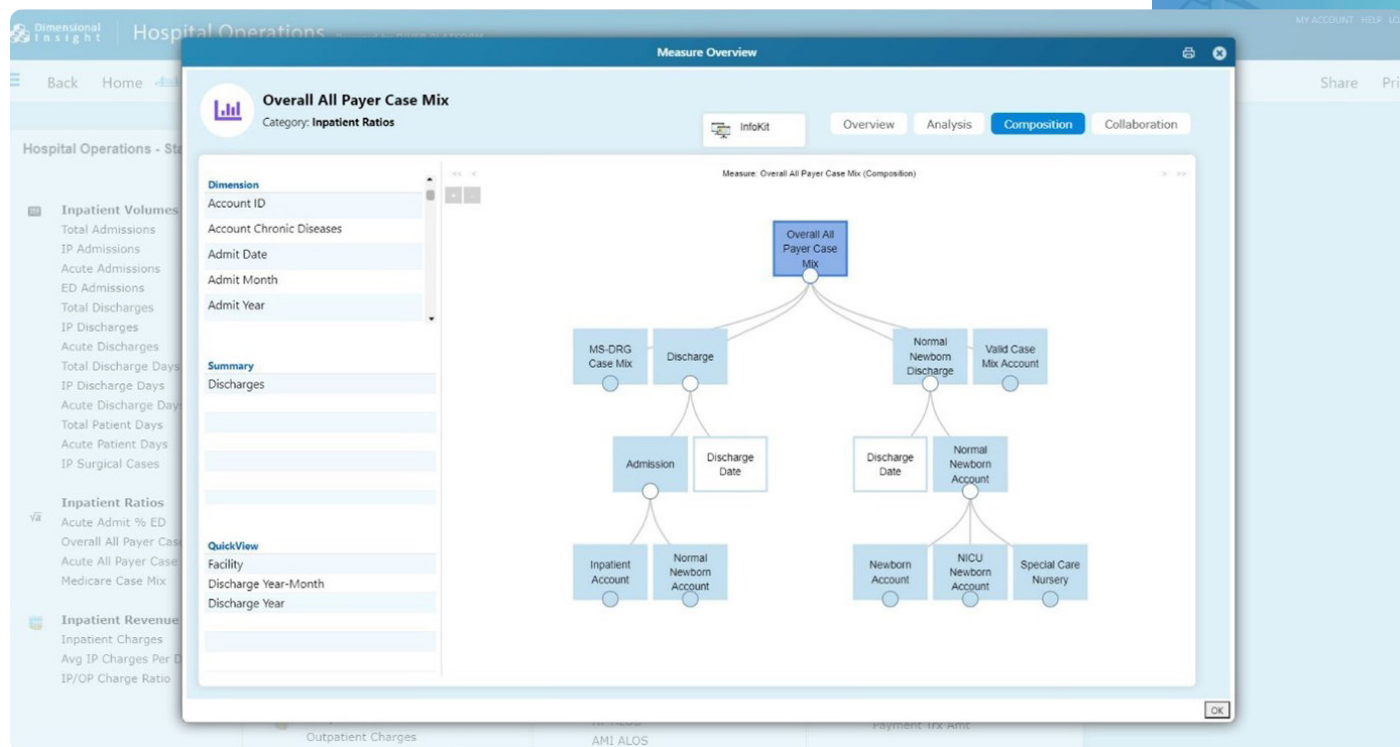 Dimensional
Insight
Hospital Operations
MY ACCOUNT HELP
Measure Overview
Back Home
Share
Overall All Payer Case Mix
Category: Inpatient Ratios
InfoKit
Overview Analysis Composition Collaboration
Hospital Operations -
Inpatient Volumes
Total Admissions
IP Admissions
Acute Admissions
ED Admissions
Total Discharges
IP Discharges
Acute Discharges
Total Discharge Days
IP Discharge Days
Acute Discharge
Total Patient Days
Acute Patient Days
IP Surgical Cases
Inpatient Ratios
Acute Admit % ED
Overall All Payer
Acute All Payer Case
Medicare Case Mix
Inpatient Revenue
Inpatient Charges
Avg IP Charges Per
IP/OP Charge Ratio
Dimension
Account ID
Account Chronic Diseases
Admit Date
Admit Month
Admit Year
Summary
Discharges
QuickView
Facility
Discharge Year-Month
Discharge Year
<< <
Measure: Overall All Payer Case Mix (Composition)
> >>
+ -
Overall All
Payer Case
Mix
MS-DRG
Case Mix
Discharge
Normal
Newborn
Discharge
Valid Case
Mix Account
Admission
Discharge
Date
Discharge
Date
Normal
Newborn
Account
Inpatient
Account
Normal
Newborn
Account
Newborn
Account
NICU
Newborn
Account
Special Care
Nursery
OK
Outpatient Charges
AMI ALOS
Payment Trx Amt